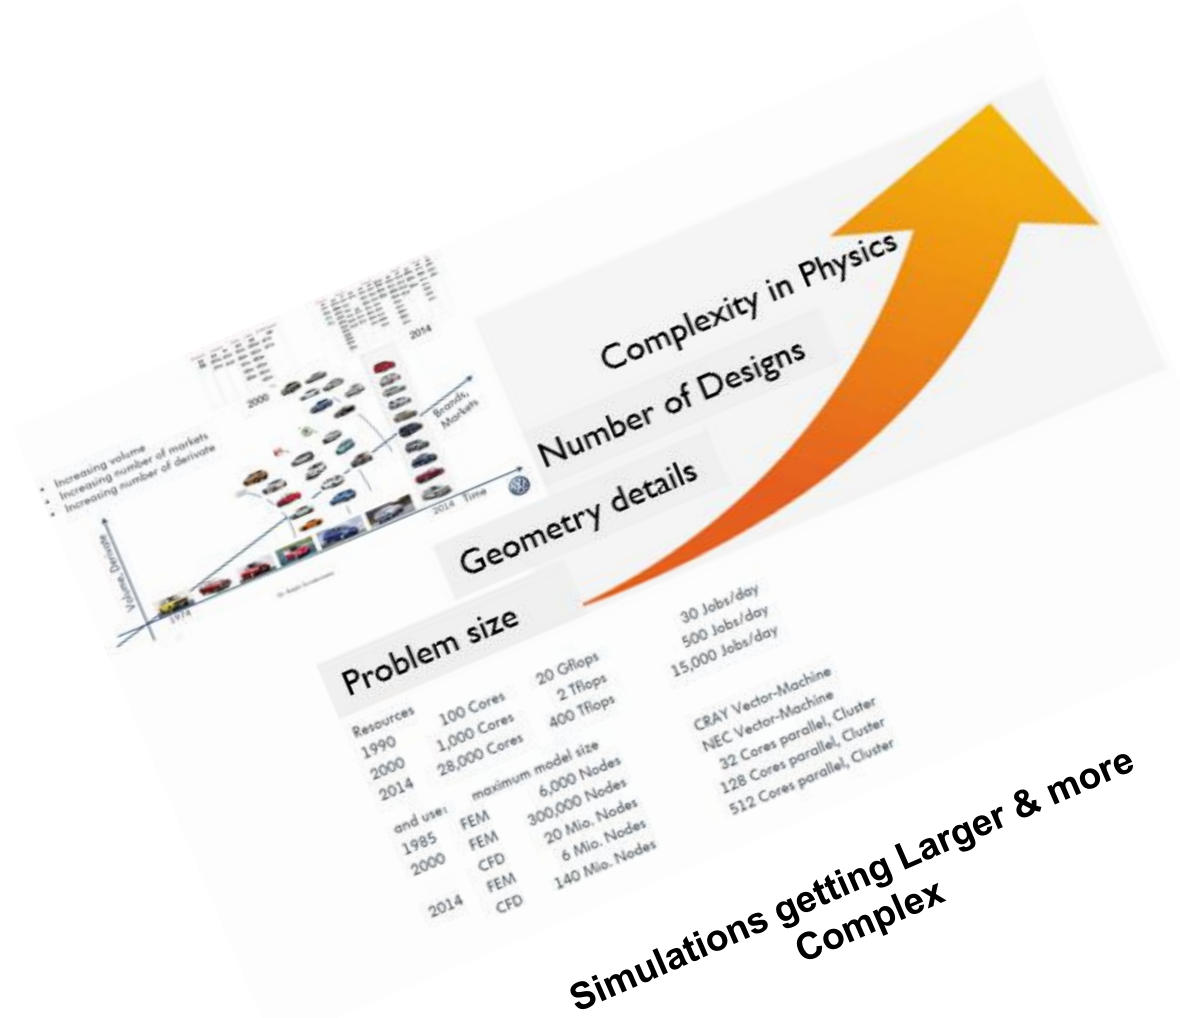 2014
2000
Brands,
Markets
Increasing volume
Increasing number of markets
Increasing number of derivate
Volume, Derivate
1974
2014 Time
Complexity in Physics
Number of Designs
Geometry details
Problem size
Resources
1990 100 Cores 20 Gflops 30 Jobs/day
2000 1,000 Cores 2 Tflops 500 Jobs/day
2014 28,000 Cores 400 Tflops 15,000 Jobs/day
and use: maximum model size
1985 FEM 6,000 Nodes CRAY Vector-Machine
2000 FEM 300,000 Nodes NEC Vector-Machine
CFD 20 Mio. Nodes 32 Cores parallel, Cluster
2014 FEM 6 Mio. Nodes 128 Cores parallel, Cluster
CFD 140 Mio. Nodes 512 Cores parallel, Cluster
Simulations getting Larger & more
Complex